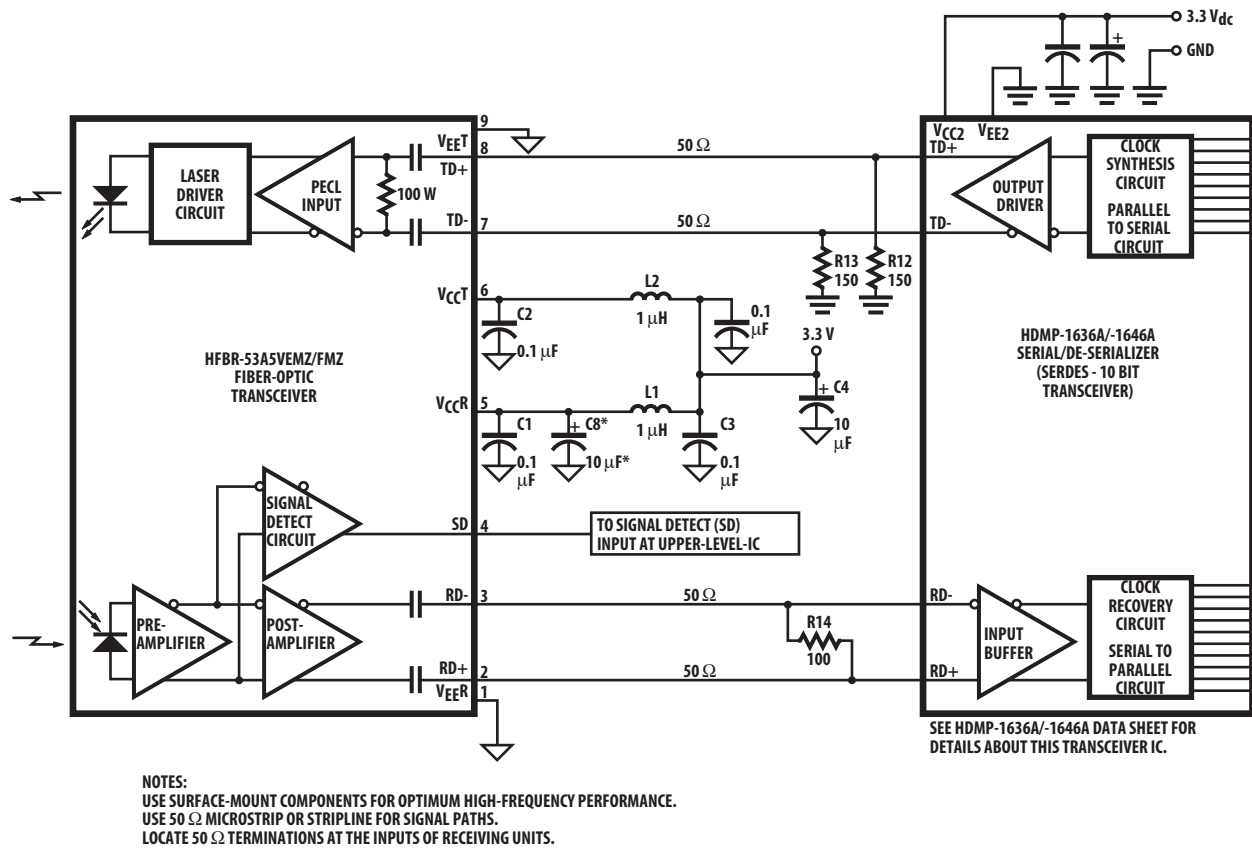 3.3 Vdc
GND
VCC2
VEE2
9
VEET
8
TD+
50 Ω
TD+
LASER
DRIVER
CIRCUIT
PECL
INPUT
100 W
OUTPUT
DRIVER
CLOCK
SYNTHESIS
CIRCUIT
PARALLEL
TO SERIAL
CIRCUIT
TD-
7
50 Ω
TD-
R13
150
R12
150
VCCT
6
C2
0.1 μF
L2
1 μH
0.1
μF
3.3 V
HFBR-53A5VEMZ/FMZ
FIBER-OPTIC
TRANSCEIVER
HDMP-1636A/-1646A
SERIAL/DE-SERIALIZER
(SERDES - 10 BIT
TRANSCEIVER)
VCCR
5
C1
0.1
μF
+ C8*
10 μF*
L1
1 μH
C3
0.1
μF
+ C4
10
μF
SIGNAL
DETECT
CIRCUIT
SD
4
TO SIGNAL DETECT (SD)
INPUT AT UPPER-LEVEL-IC
RD-
3
50 Ω
RD-
PRE-
AMPLIFIER
POST-
AMPLIFIER
R14
100
INPUT
BUFFER
CLOCK
RECOVERY
CIRCUIT
SERIAL TO
PARALLEL
CIRCUIT
RD+
2
50 Ω
RD+
VEER
1
SEE HDMP-1636A/-1646A DATA SHEET FOR
DETAILS ABOUT THIS TRANSCEIVER IC.
NOTES:
USE SURFACE-MOUNT COMPONENTS FOR OPTIMUM HIGH-FREQUENCY PERFORMANCE.
USE 50 Ω MICROSTRIP OR STRIPLINE FOR SIGNAL PATHS.
LOCATE 50 Ω TERMINATIONS AT THE INPUTS OF RECEIVING UNITS.